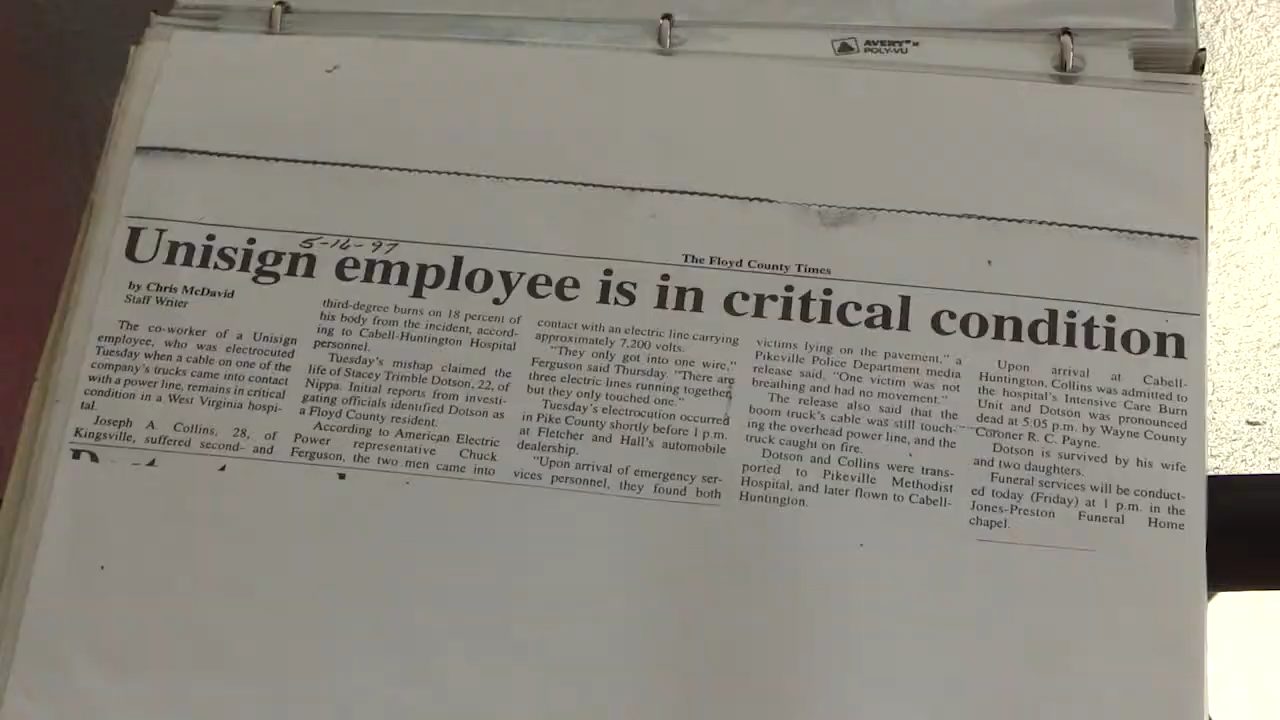 AVERY
POLY-VU
5-16-97
The Floyd County Times
Unisign employee is in critical condition
by Chris McDavid
Staff Writer
The co-worker of a Unisign
employee, who was electrocuted
Tuesday when a cable on one of the
company's trucks came into contact
with a power line, remains in critical
condition in a West Virginia hospi-
tal.
Joseph A. Collins, 28, of
Kingsville, suffered second- and
third-degree burns on 18 percent of
his body from the incident, accord-
ing to Cabell-Huntington Hospital
personnel.
Tuesday's mishap claimed the
life of Stacey Trimble Dotson, 22, of
Nippa. Initial reports from investi-
gating officials identified Dotson as
a Floyd County resident.
According to American Electric
Power representative Chuck
Ferguson, the two men came into
contact with an electric line carrying
approximately 7,200 volts.
"They only got into one wire,"
Ferguson said Thursday. "There are
three electric lines running together,
but they only touched one."
Tuesday's electrocution occurred
in Pike County shortly before 1 p.m.
at Fletcher and Hall's automobile
dealership.
"Upon arrival of emergency ser-
vices personnel, they found both
victims lying on the pavement," a
Pikeville Police Department media
release said. "One victim was not
breathing and had no movement."
The release also said that the
boom truck's cable was still touch-
ing the overhead power line, and the
truck caught on fire.
Dotson and Collins were trans-
ported to Pikeville Methodist
Hospital, and later flown to Cabell-
Huntington.
Upon arrival at Cabell-
Huntington, Collins was admitted to
the hospital's Intensive Care Burn
Unit and Dotson was pronounced
dead at 5:05 p.m. by Wayne County
Coroner R. C. Payne.
Dotson is survived by his wife
and two daughters.
Funeral services will be conduct-
ed today (Friday) at 1 p.m. in the
Jones-Preston Funeral Home
chapel.